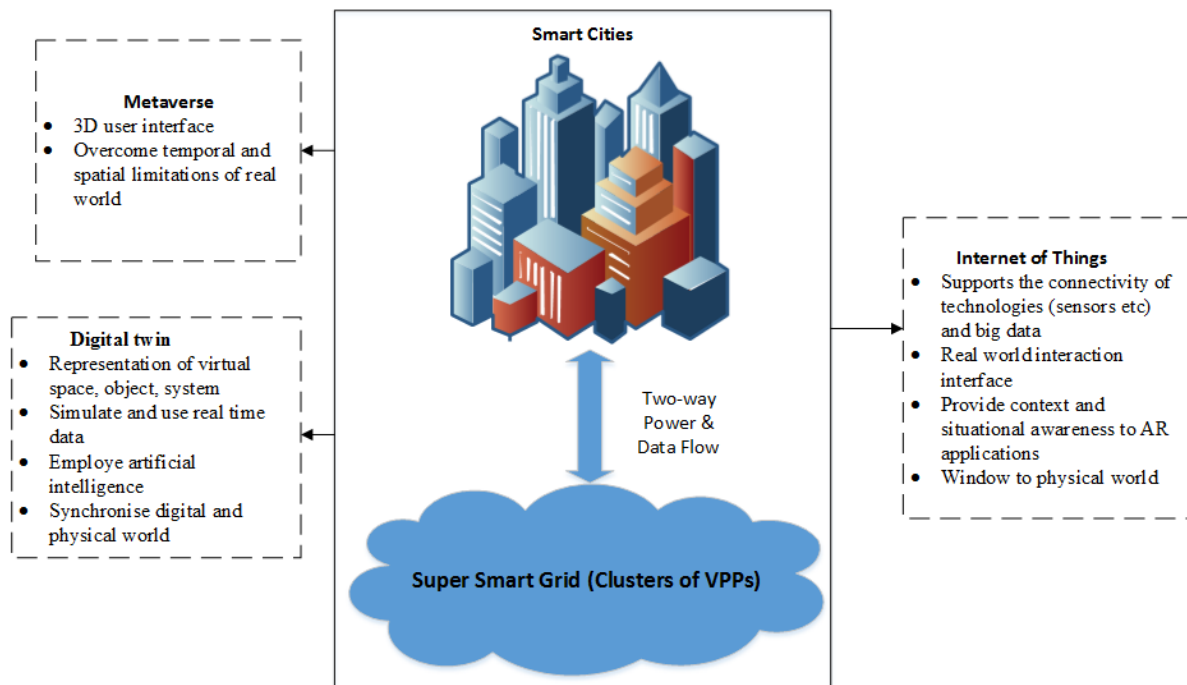 Smart Cities
Metaverse
• 3D user interface
• Overcome temporal and
spatial limitations of real
world
Digital twin
• Representation of virtual
space, object, system
• Simulate and use real time
data
• Employe artificial
intelligence
• Synchronise digital and
physical world
Two-way
Power &
Data Flow
Super Smart Grid (Clusters of VPPs)
Internet of Things
• Supports the connectivity of
technologies (sensors etc)
and big data
• Real world interaction
interface
• Provide context and
situational awareness to AR
applications
• Window to physical world